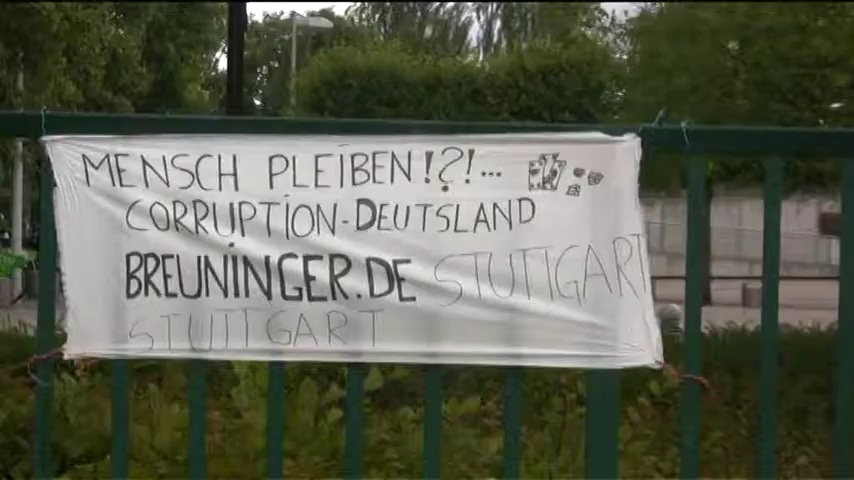 MENSCH PLEIBEN!?!...
CORRUPTION-DEUTSLAND
BREUNINGER.DE STUTTGART
STUTTGART